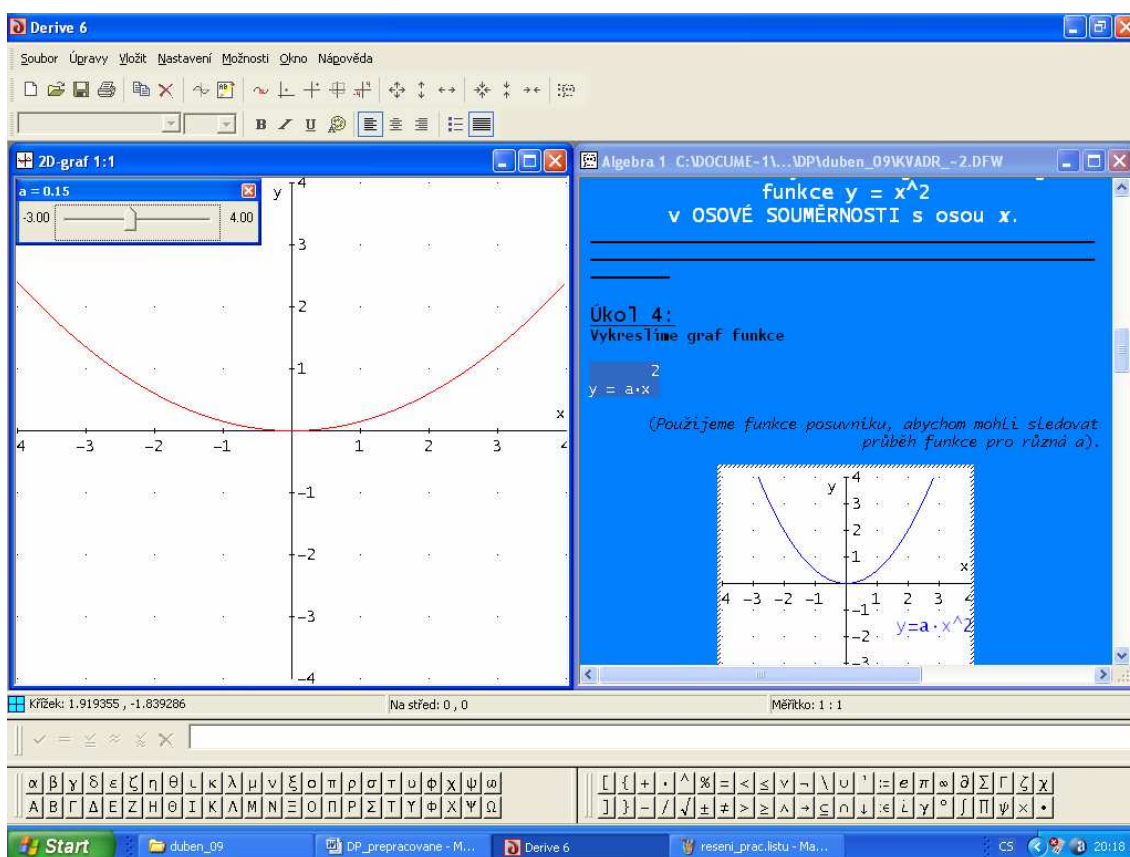 Derive 6
Soubor Úpravy Vložit Nastavení Možnosti Okno Nápověda
B I U
2D-graf 1:1
a = 0.15
-3.00 4.00
y
4
3
2
1
x
4 -3 -2 -1 1 2 3 4
-1
-2
-3
-4
Algebra 1 C:\DOCUME~1\...\DP\duben_09\KVADR_-2.DFW
funkce y = x^2
v OSOVÉ SOUMĚRNOSTI s osou x.
Úkol 4:
Vykreslíme graf funkce
2
y = a·x
(Použijeme funkce posuvníku, abychom mohli sledovat
průběh funkce pro různá a).
y
4
3
2
1
x
4 -3 -2 -1 1 2 3 4
-1
y=a·x^2
-2
-3
Křížek: 1.919355 , -1.839286 Na střed: 0 , 0 Měřítko: 1 : 1
✓ = ≈ ✕
α β γ δ ε ζ η θ ι κ λ μ ν ξ ο π ρ σ τ υ φ χ ψ ω
Α Β Γ Δ Ε Ζ Η Θ Ι Κ Λ Μ Ν Ξ Ο Π Ρ Σ Τ Υ Φ Χ Ψ Ω
[ { + · ^ % = < ≤ ∨ ¬ \ ∪ ' := e π ∞ ∂ Σ Γ ζ χ
] } - / √ ± ≠ > ≥ ∧ → ⊆ ∩ ↓ :∈ i γ ° ∫ Π ψ × •
Start duben_09 DP_prepracovane - M... Derive 6 reseni_prac.listu - Ma... CS 20:18